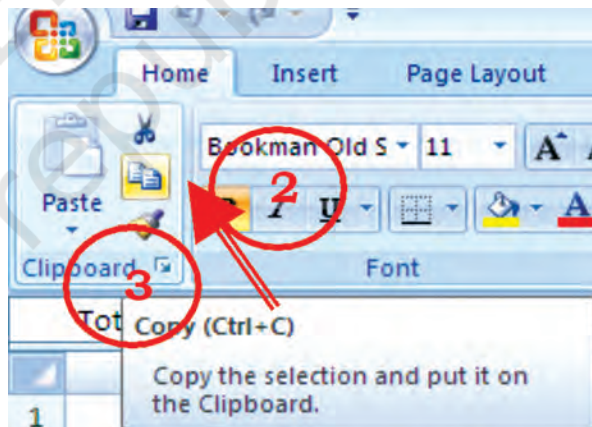 Home Insert Page Layout
Bookman Old S 11 A
Paste
B I U A
2
Clipboard Font
3
Tot
Copy (Ctrl+C)
Copy the selection and put it on
the Clipboard.
1